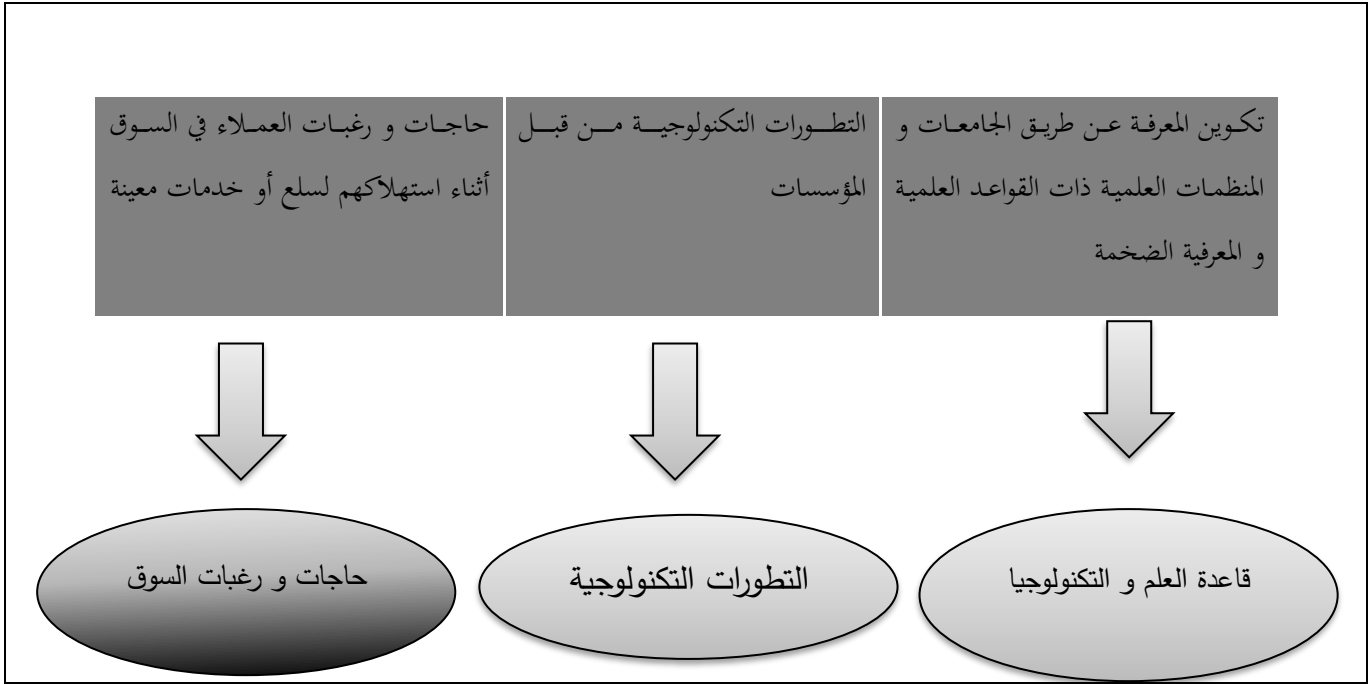 تكوين المعرفة عن طريق الجامعات و
المنظمات العلمية ذات القواعد العلمية
و المعرفية الضخمة
التطورات التكنولوجية من قبل
المؤسسات
حاجات و رغبات العملاء في السوق
أثناء استهلاكهم لسلع أو خدمات معينة
قاعدة العلم و التكنولوجيا
التطورات التكنولوجية
حاجات و رغبات السوق